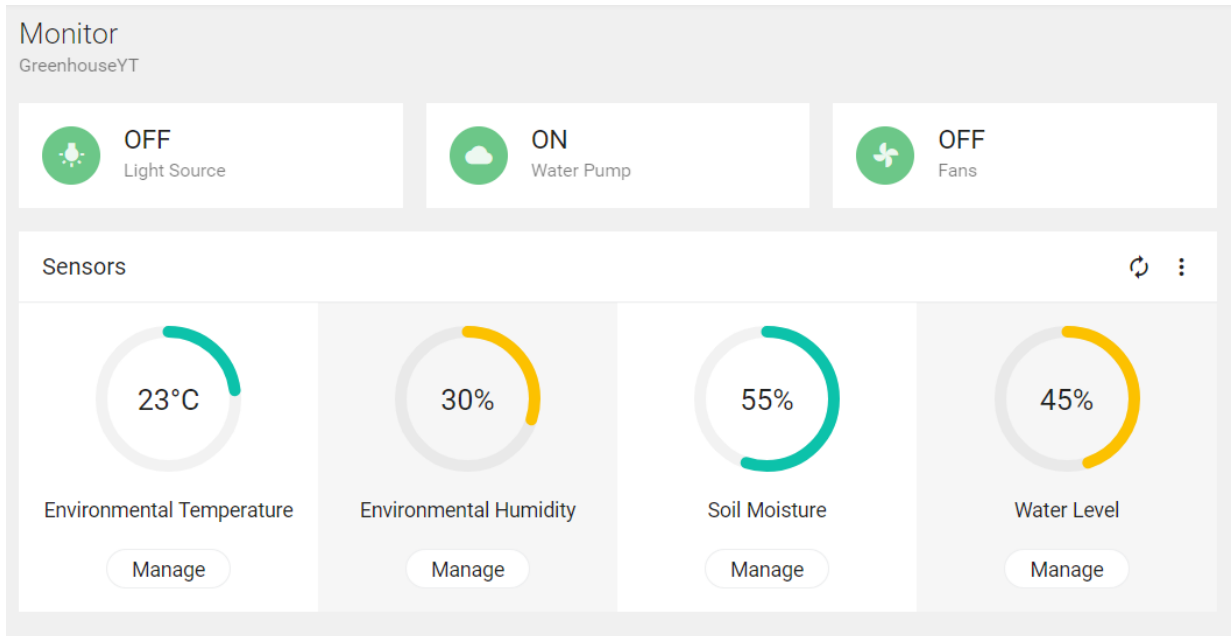 Monitor
GreenhouseYT
OFF
Light Source
ON
Water Pump
OFF
Fans
Sensors
23°C
Environmental Temperature
Manage
30%
Environmental Humidity
Manage
55%
Soil Moisture
Manage
45%
Water Level
Manage